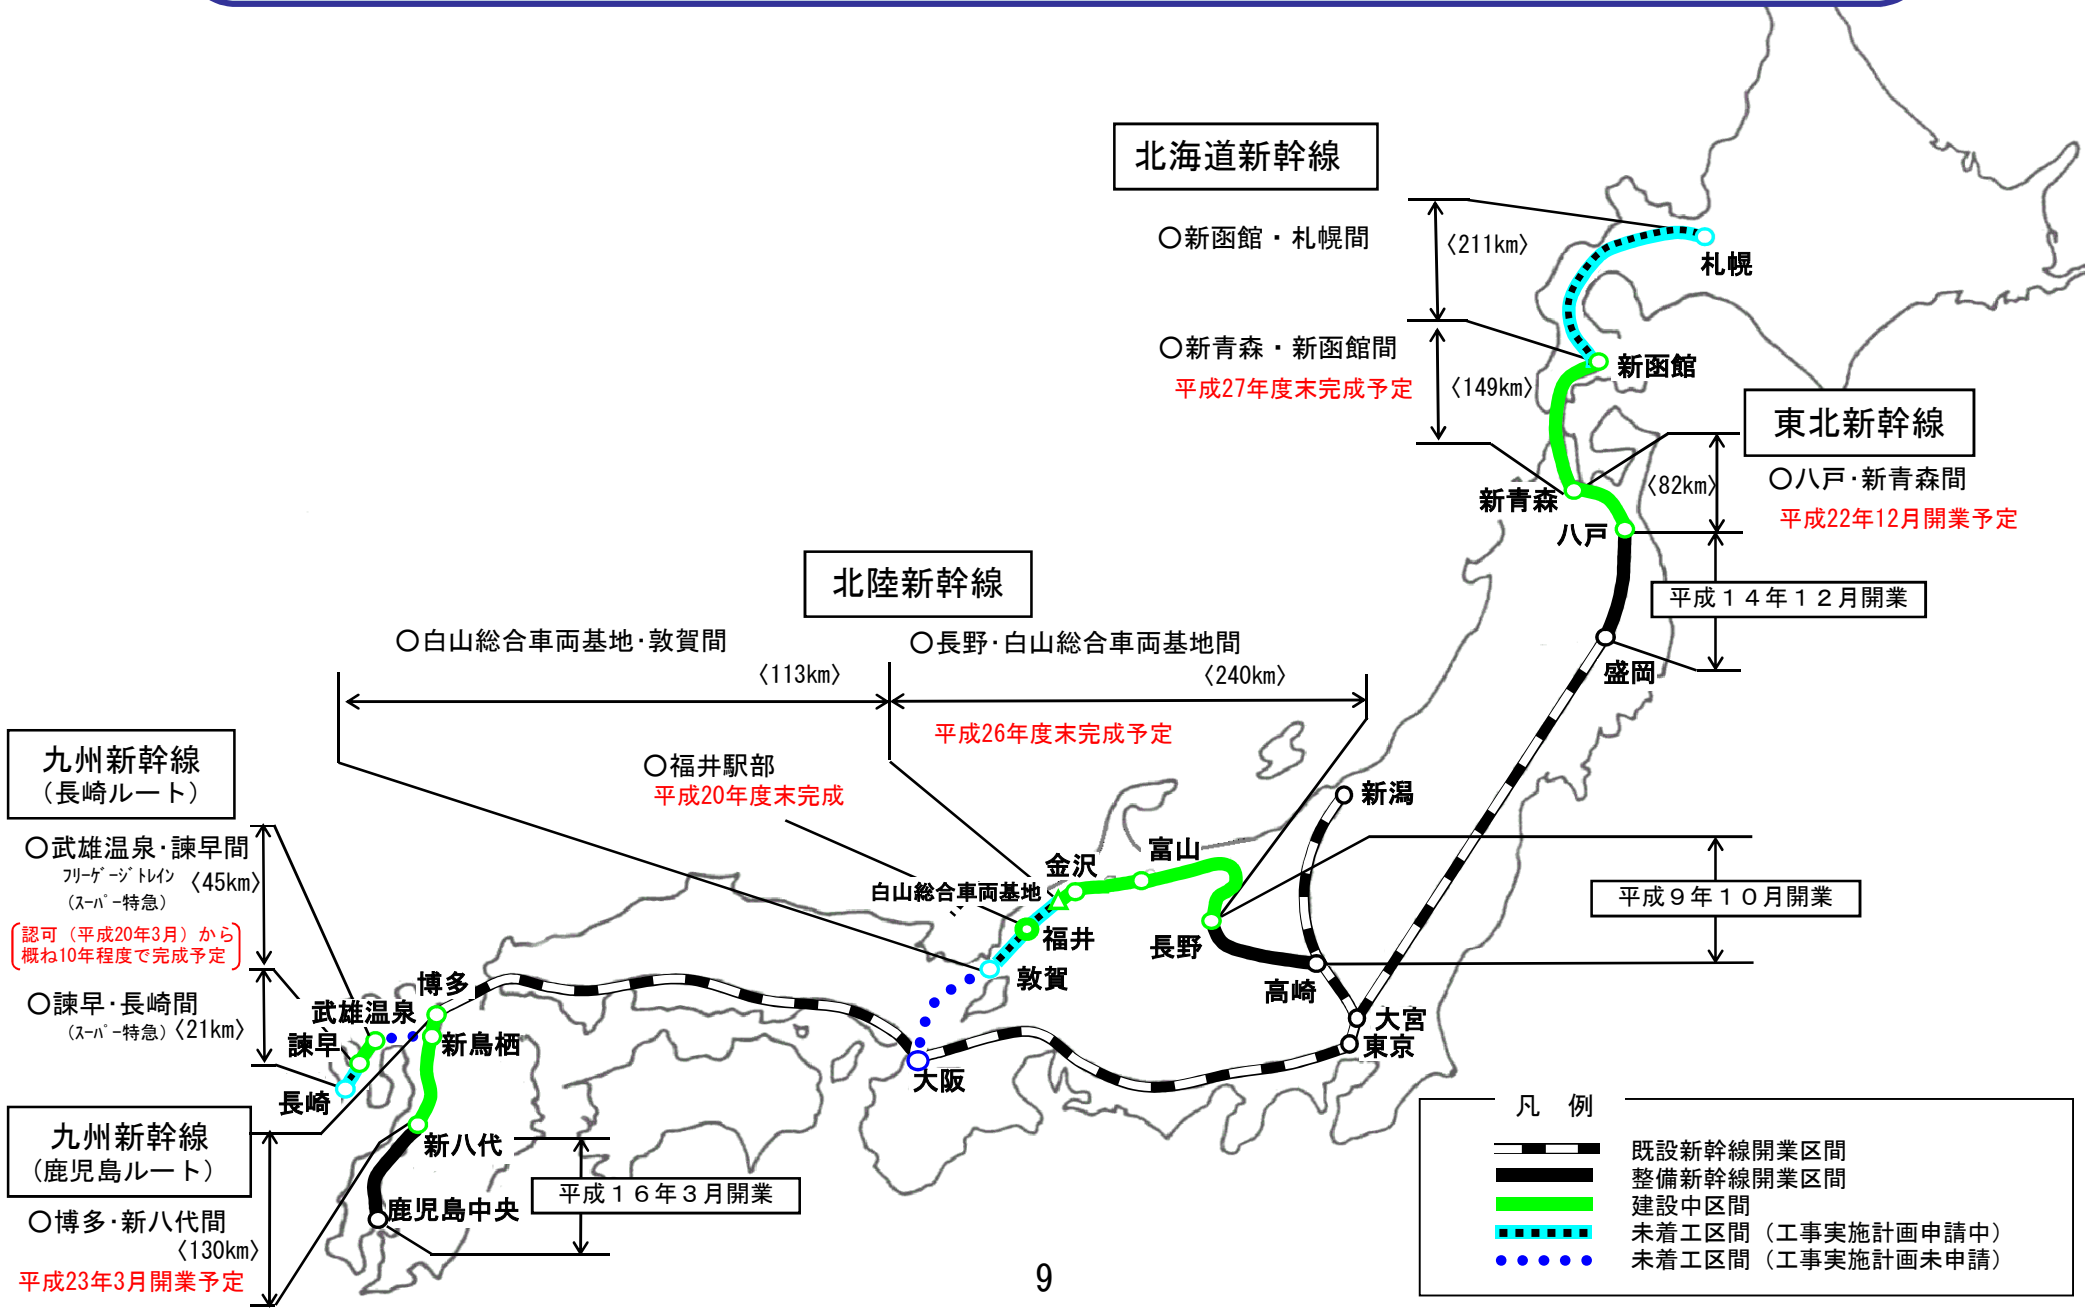 北海道新幹線
○新函館・札幌間
〈211km〉
札幌
○新青森・新函館間
平成27年度末完成予定
〈149km〉
新函館
東北新幹線
○八戸・新青森間
〈82km〉
平成22年12月開業予定
新青森
八戸
平成14年12月開業
盛岡
北陸新幹線
○白山総合車両基地・敦賀間
〈113km〉
○長野・白山総合車両基地間
〈240km〉
平成26年度末完成予定
○福井駅部
平成20年度末完成
新潟
富山
金沢
白山総合車両基地
福井
敦賀
長野
高崎
平成9年10月開業
大宮
東京
大阪
九州新幹線
（長崎ルート）
○武雄温泉・諫早間
フリーゲージトレイン 〈45km〉
（スーパー特急）
認可（平成20年3月）から
概ね10年程度で完成予定
○諫早・長崎間
（スーパー特急）〈21km〉
博多
武雄温泉
新鳥栖
諫早
長崎
九州新幹線
（鹿児島ルート）
○博多・新八代間
〈130km〉
平成23年3月開業予定
新八代
鹿児島中央
平成16年3月開業
凡 例
既設新幹線開業区間
整備新幹線開業区間
建設中区間
未着工区間（工事実施計画申請中）
未着工区間（工事実施計画未申請）
9